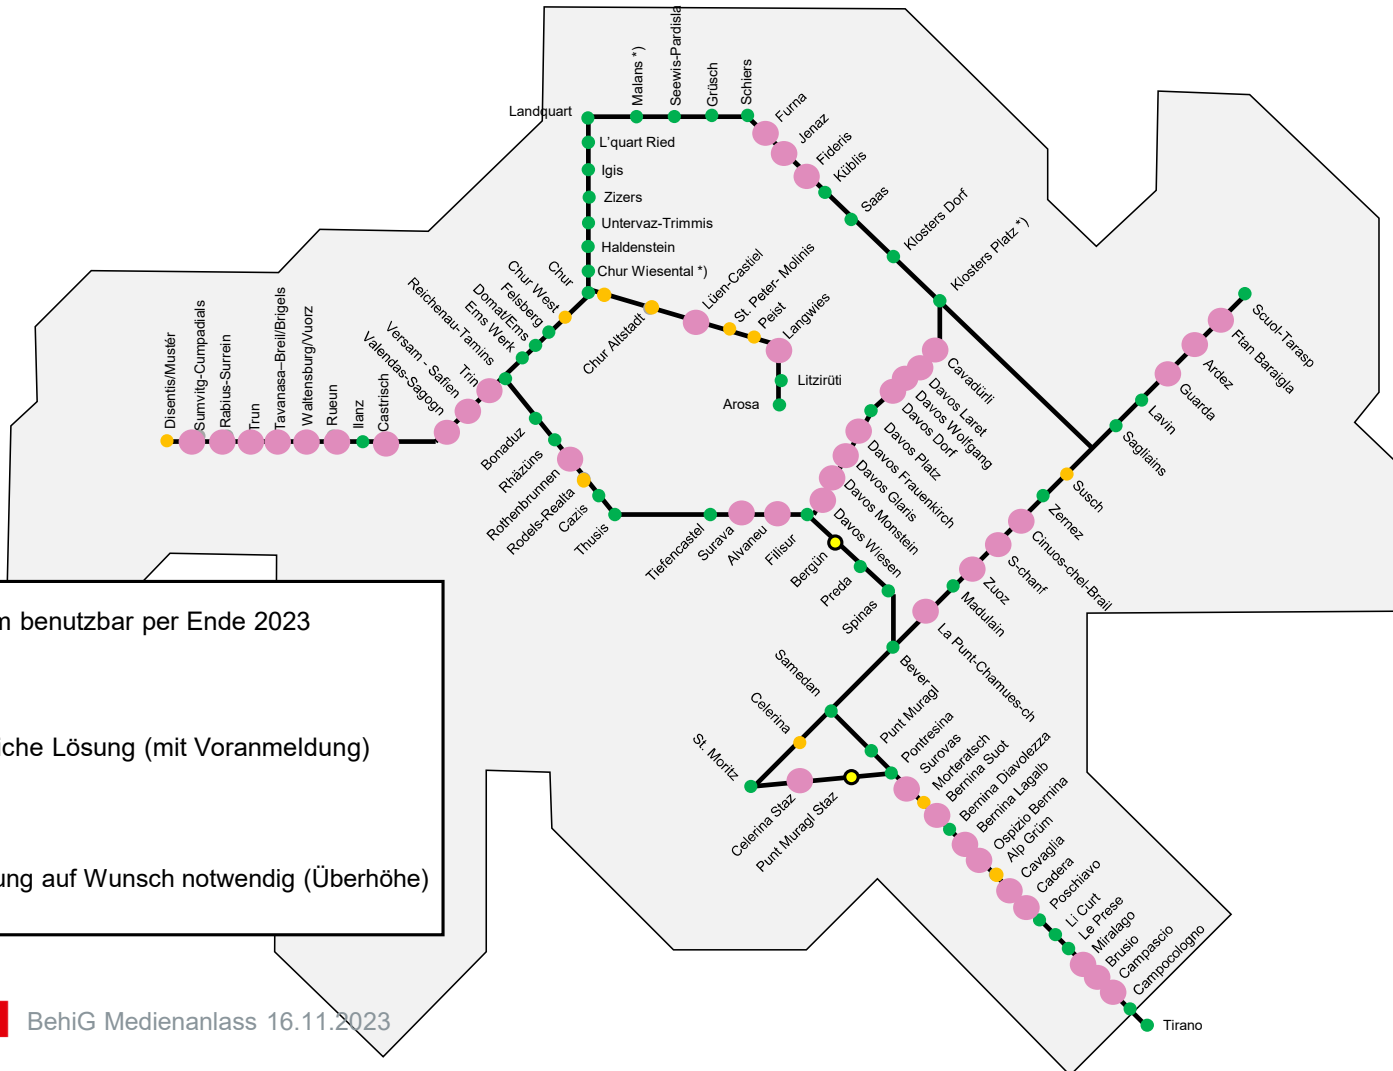 Landquart
Malans *)
Seewis-Pardisla
Grüsch
Schiers
Furna
Jenaz
Fideris
Küblis
Saas
Klosters Dorf
Klosters Platz *)
L'quart Ried
Igis
Zizers
Untervaz-Trimmis
Haldenstein
Chur Wiesental *)
Chur
Chur West
Felsberg
Domat/Ems
Ems Werk
Reichenau-Tamins
Trin
Versam - Safien
Valendas-Sagogn
Castrisch
Ilanz
Rueun
Waltensburg/Vuorz
Tavanasa–Breil/Brigels
Trun
Rabius-Surrein
Sumvitg-Cumpadials
Disentis/Mustér
Chur Altstadt
Lüen-Castiel
St. Peter- Molinis
Peist
Langwies
Litzirüti
Arosa
Bonaduz
Rhäzüns
Rothenbrunnen
Rodels-Realta
Cazis
Thusis
Tiefencastel
Surava
Alvaneu
Filisur
Bergün
Preda
Spinas
Cavadürli
Davos Laret
Davos Wolfgang
Davos Dorf
Davos Platz
Davos Frauenkirch
Davos Glaris
Davos Monstein
Davos Wiesen
Scuol-Tarasp
Ftan Baraigla
Ardez
Guarda
Lavin
Sagliains
Susch
Zernez
Cinuos-chel-Brail
S-chanf
Zuoz
Madulain
La Punt-Chamues-ch
Bever
Samedan
Celerina
St. Moritz
Celerina Staz
Punt Muragl Staz
Punt Muragl
Pontresina
Surovas
Morteratsch
Bernina Suot
Bernina Diavolezza
Bernina Lagalb
Ospizio Bernina
Alp Grüm
Cavaglia
Cadera
Poschiavo
Li Curt
Le Prese
Miralago
Brusio
Campascio
Campocologno
Tirano
benutzbar per Ende 2023
Lösung (mit Voranmeldung)
auf Wunsch notwendig (Überhöhe)
BehiG Medienanlass 16.11.2023